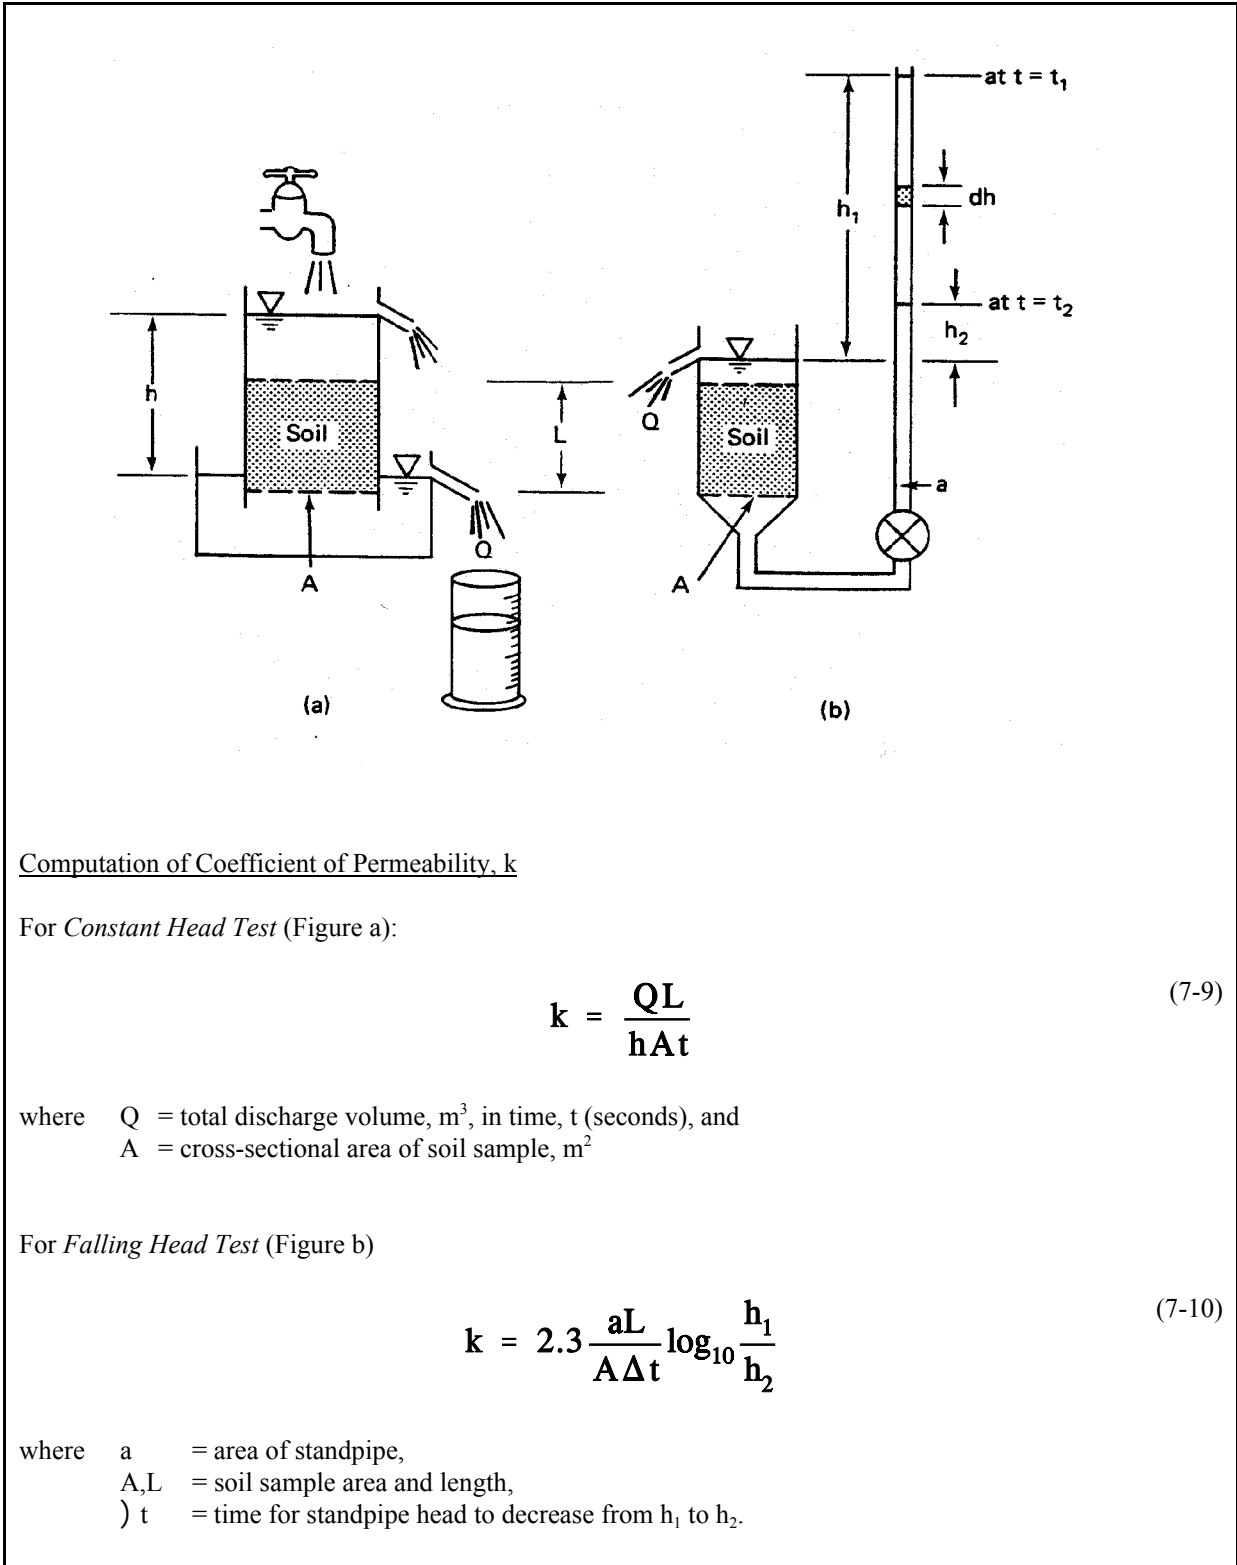 at t = t₁
dh
h₁
at t = t₂
h₂
h
Soil
L
Q
Soil
a
Q
A
A
(a)
(b)
Computation of Coefficient of Permeability, k
For Constant Head Test (Figure a):
k = QL / hAt (7-9)
where Q = total discharge volume, m³, in time, t (seconds), and
A = cross-sectional area of soil sample, m²
For Falling Head Test (Figure b)
k = 2.3 aL / AΔt log₁₀ h₁ / h₂ (7-10)
where a = area of standpipe,
A,L = soil sample area and length,
) t = time for standpipe head to decrease from h₁ to h₂.